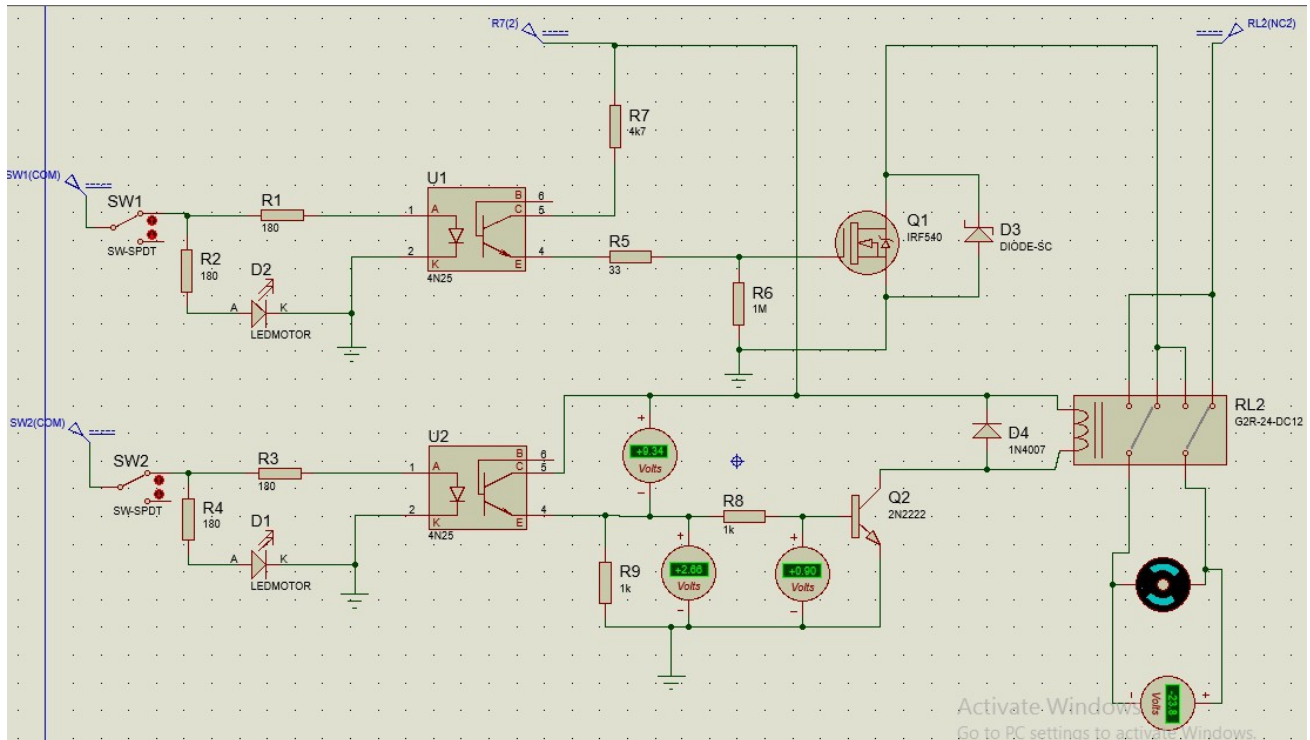 R7(2)
RL2(NC2)
R7
4k7
SW1(COM)
SW1
SW-SPDT
R1
180
R2
180
D2
A
K
LEDMOTOR
U1
1
A
2
K
B
6
C
5
E
4
4N25
R5
33
R6
1M
Q1
IRF540
D3
DIODE-SC
SW2(COM)
SW2
SW-SPDT
R3
180
R4
180
D1
A
K
LEDMOTOR
U2
1
A
2
K
B
6
C
5
E
4
4N25
+
+9.34
Volts
-
D4
1N4007
RL2
G2R-24-DC12
R8
1k
Q2
2N2222
R9
1k
+
+2.66
Volts
-
+
+0.90
Volts
-
-
Volts
-23.8
+
Activate Windows
Go to PC settings to activate Windows.